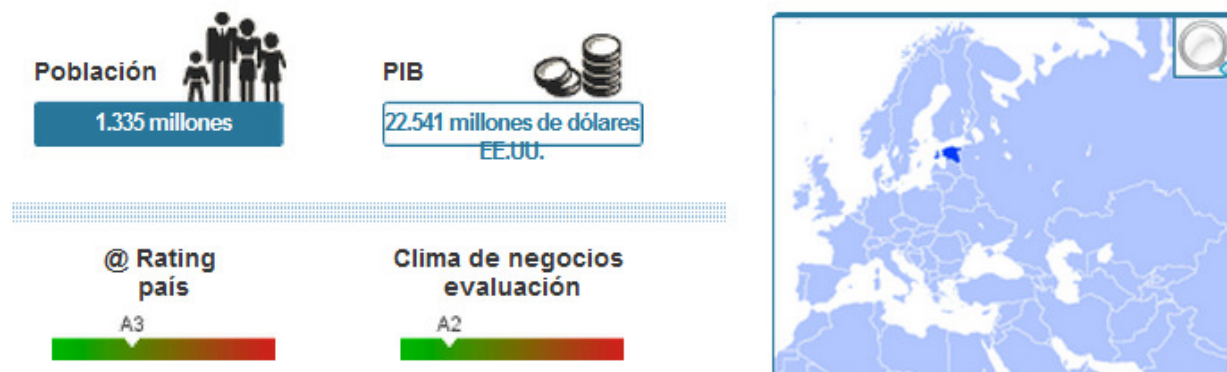 Población
1.335 millones
PIB
22.541 millones de dólares
EE.UU.
@ Rating
país
A3
Clima de negocios
evaluación
A2